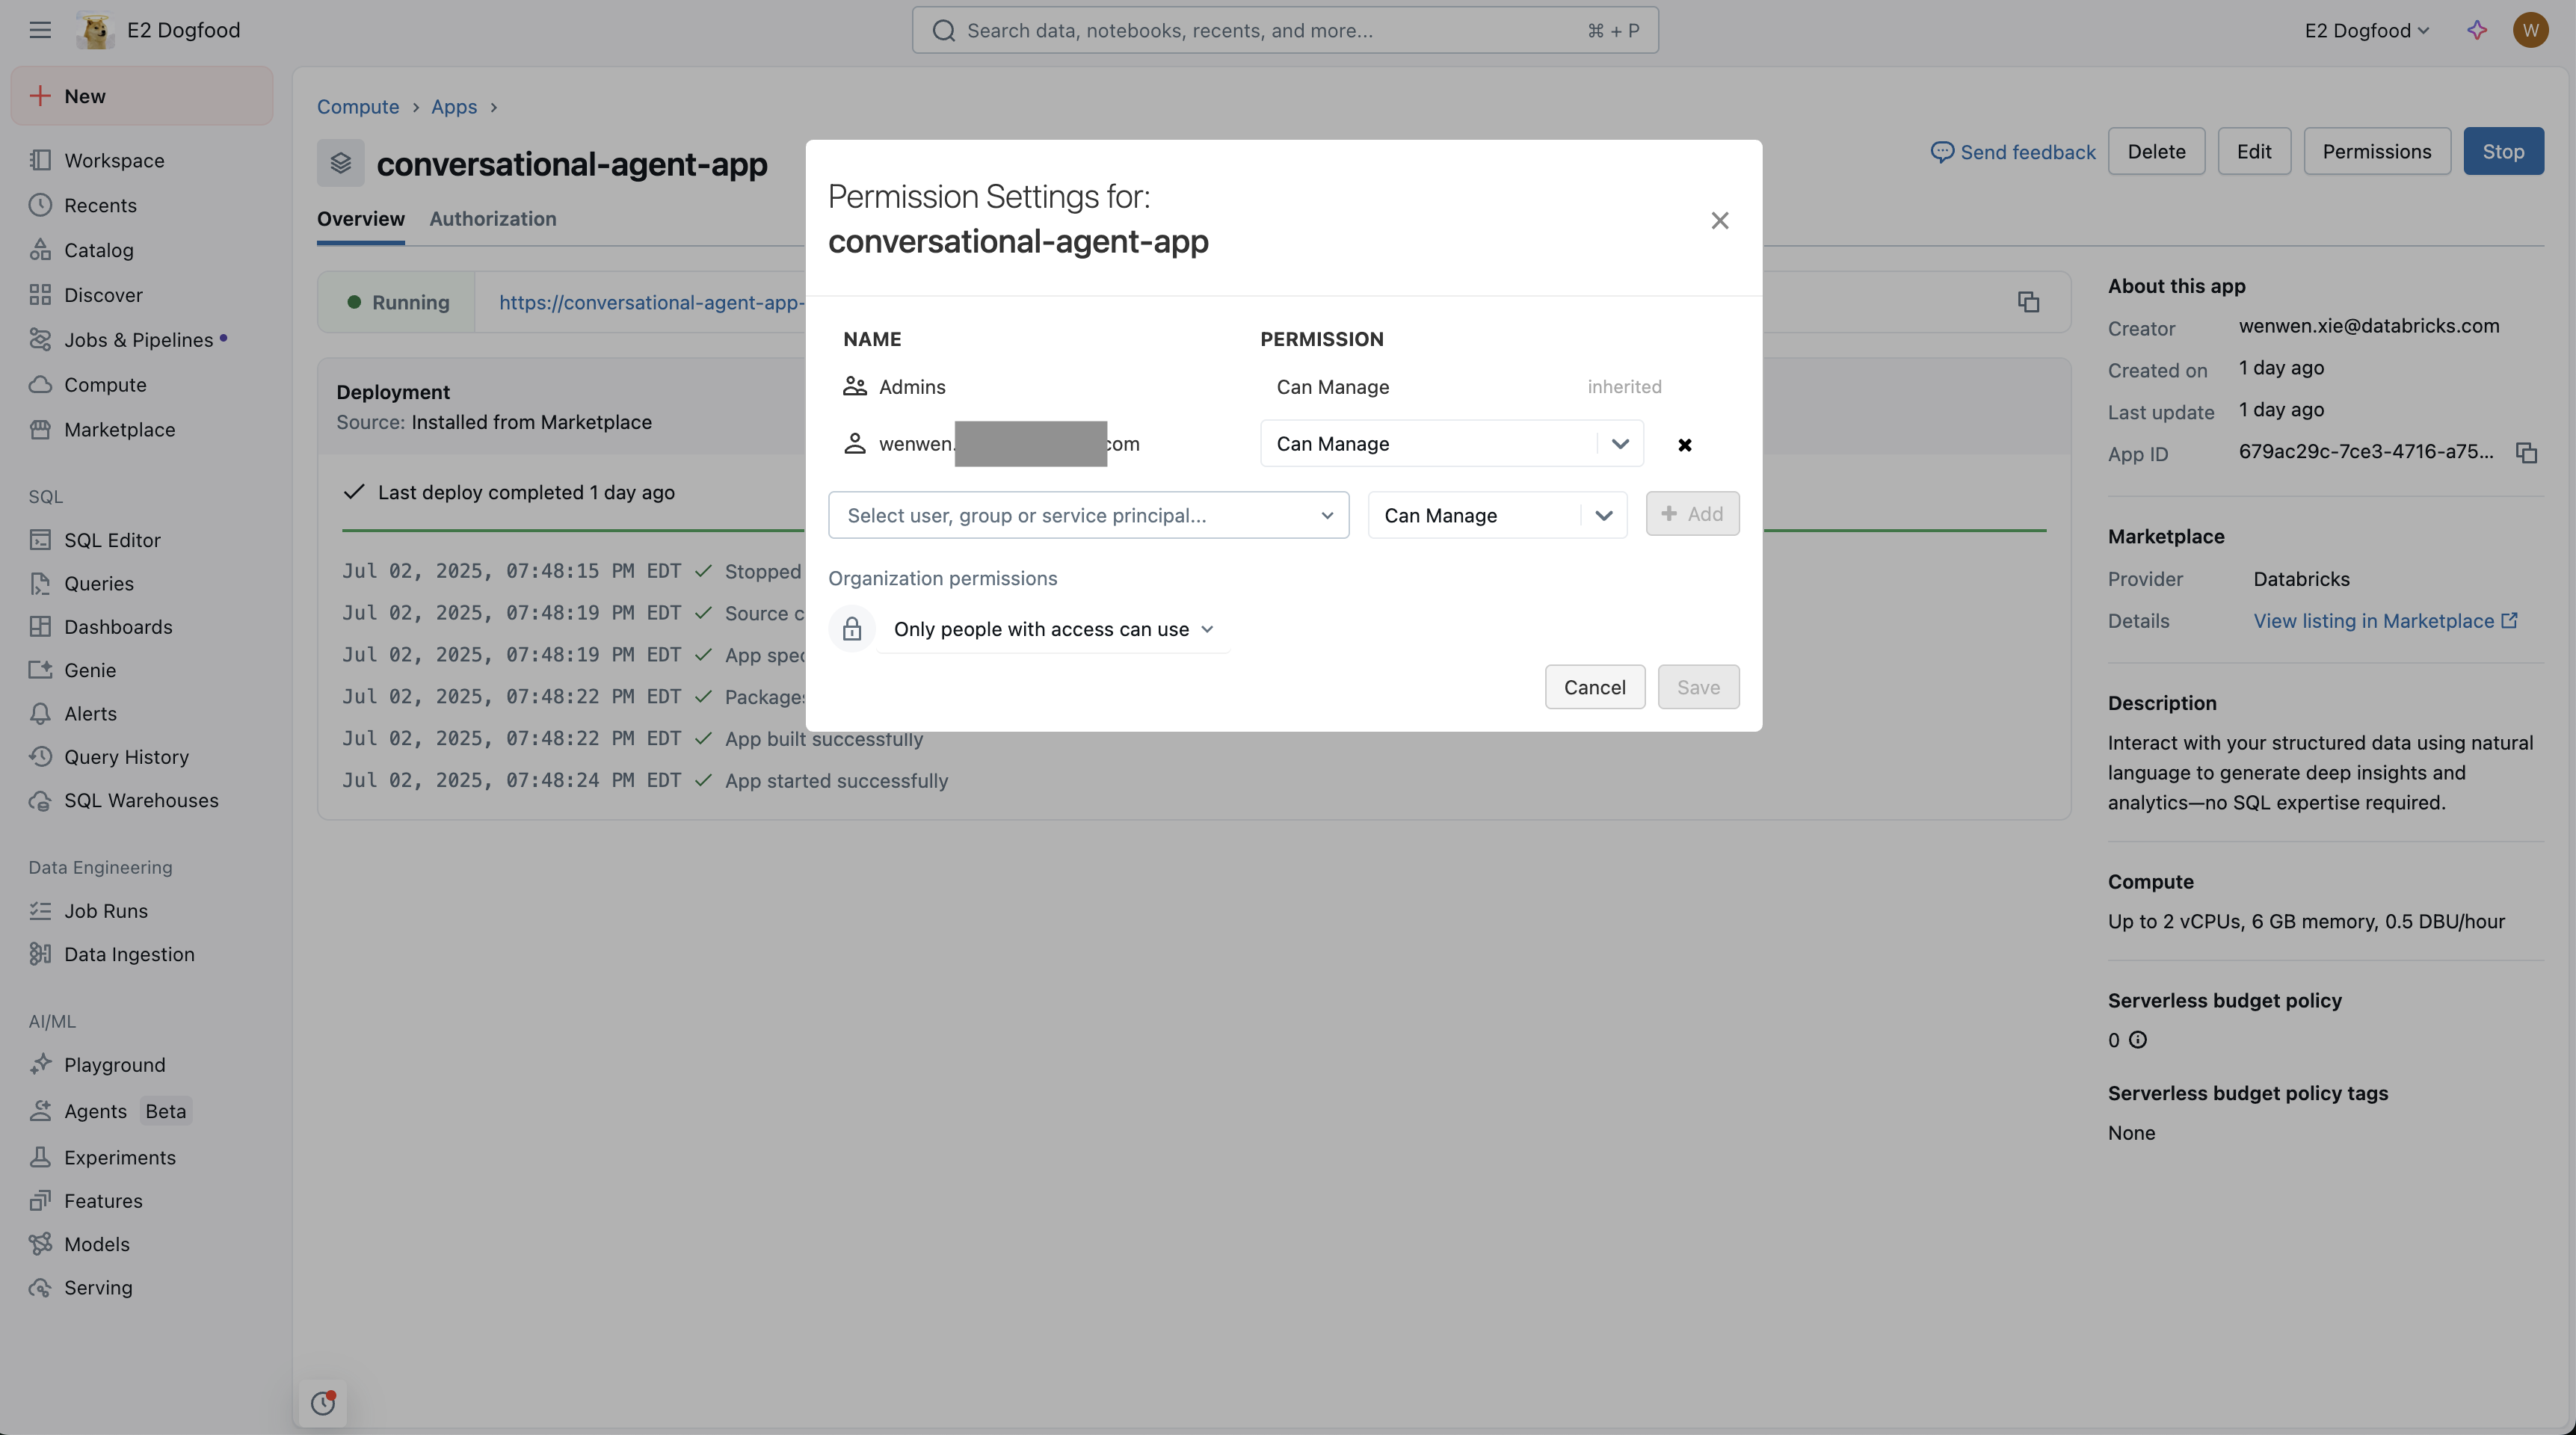 E2 Dogfood
Search data, notebooks, recents, and more...
⌘ + P
E2 Dogfood
W
New
Workspace
Recents
Catalog
Discover
Jobs & Pipelines
Compute
Marketplace
SQL
SQL Editor
Queries
Dashboards
Genie
Alerts
Query History
SQL Warehouses
Data Engineering
Job Runs
Data Ingestion
AI/ML
Playground
Agents Beta
Experiments
Features
Models
Serving
Compute > Apps >
conversational-agent-app
Send feedback
Delete
Edit
Permissions
Stop
Overview
Authorization
Running
https://conversational-agent-app-
Deployment
Source: Installed from Marketplace
Last deploy completed 1 day ago
Jul 02, 2025, 07:48:15 PM EDT Stopped
Jul 02, 2025, 07:48:19 PM EDT Source
Jul 02, 2025, 07:48:19 PM EDT App
Jul 02, 2025, 07:48:22 PM EDT
Jul 02, 2025, 07:48:22 PM EDT App built successfully
Jul 02, 2025, 07:48:24 PM EDT App started successfully
Permission Settings for:
conversational-agent-app
NAME
PERMISSION
Admins
Can Manage
inherited
wenwen. com
Can Manage
Select user, group or service principal...
Can Manage
+ Add
Organization permissions
Only people with access can use
Cancel
Save
About this app
Creator wenwen.xie@databricks.com
Created on 1 day ago
Last update 1 day ago
App ID 679ac29c-7ce3-4716-a75...
Marketplace
Provider Databricks
Details View listing in Marketplace
Description
Interact with your structured data using natural
language to generate deep insights and
analytics—no SQL expertise required.
Compute
Up to 2 vCPUs, 6 GB memory, 0.5 DBU/hour
Serverless budget policy
0
Serverless budget policy tags
None